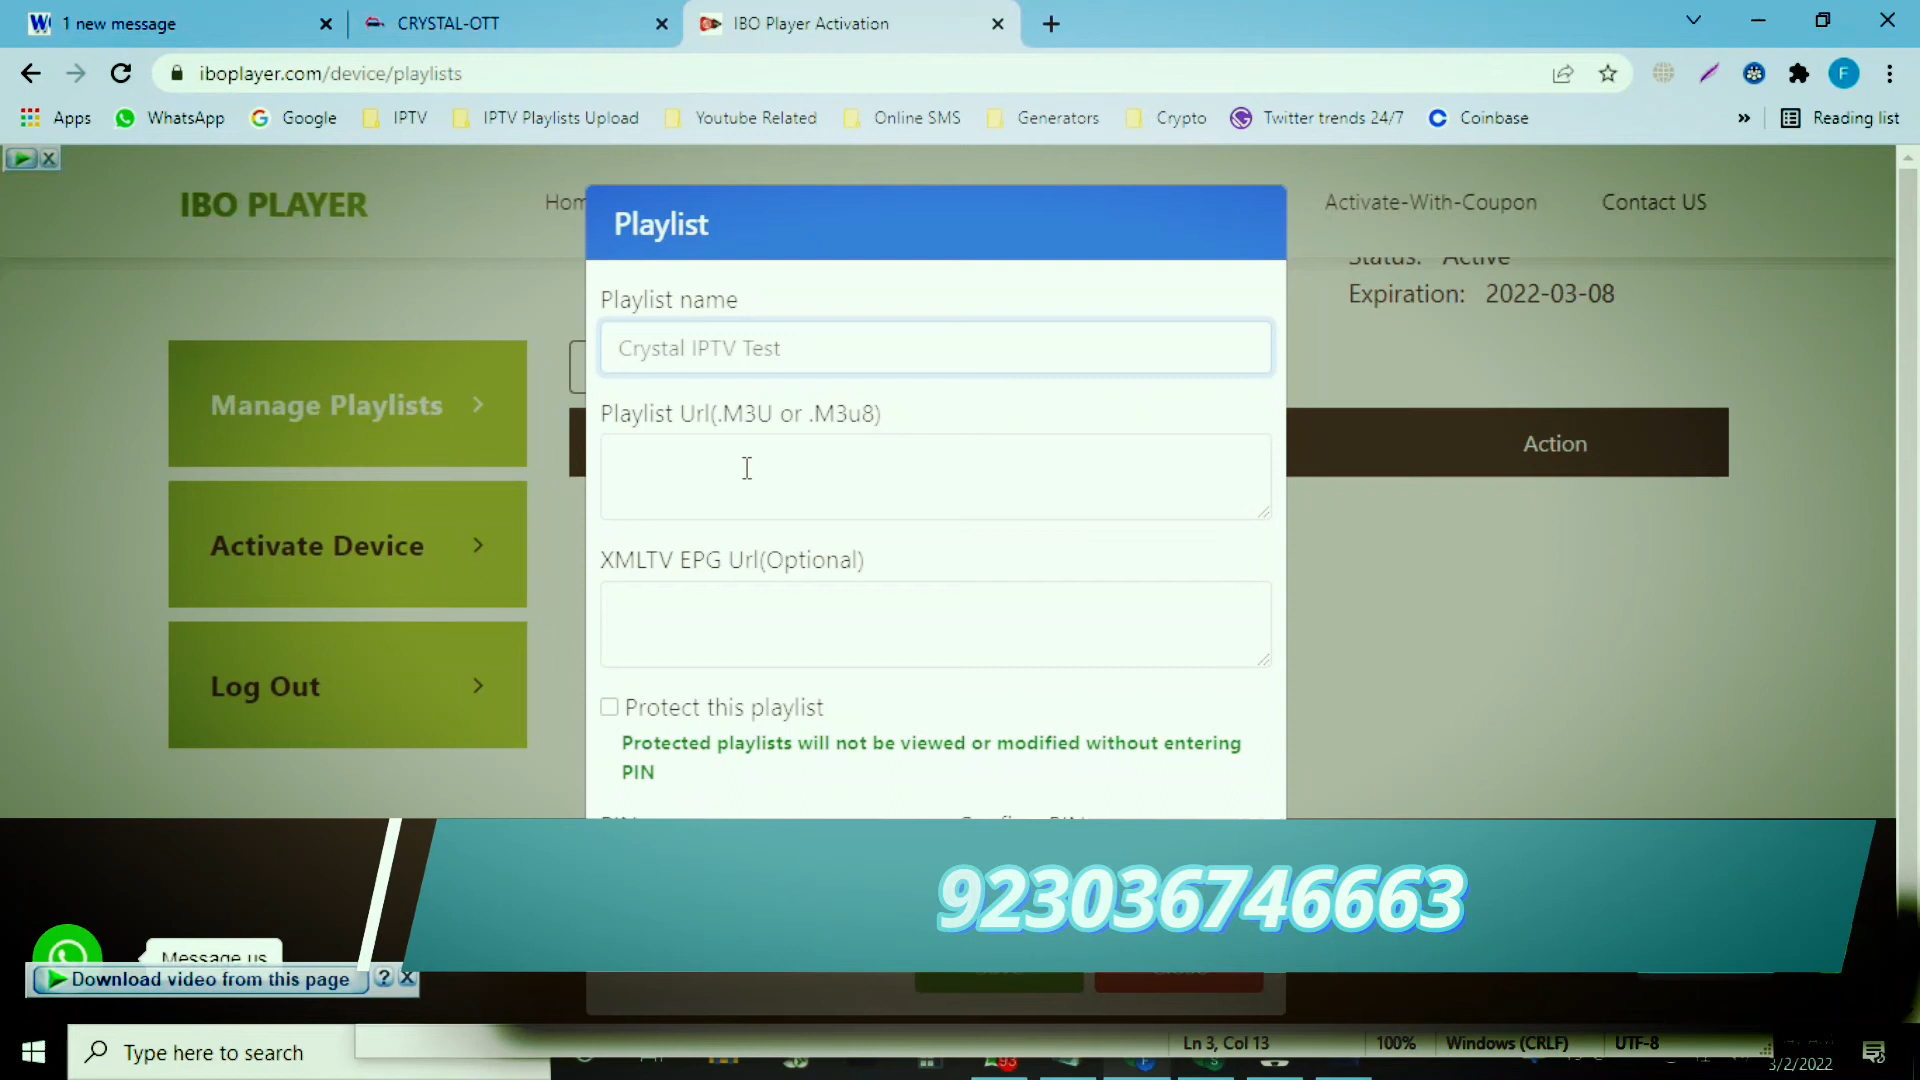 1 new message
CRYSTAL-OTT
IBO Player Activation
iboplayer.com/device/playlists
F
Apps
WhatsApp
Google
IPTV
IPTV Playlists Upload
Youtube Related
Online SMS
Generators
Crypto
Twitter trends 24/7
Coinbase
»
Reading list
IBO PLAYER
Activate-With-Coupon
Contact US
Playlist
Status: Active
Expiration: 2022-03-08
Playlist name
Crystal IPTV Test
Manage Playlists
Playlist Url(.M3U or .M3u8)
Action
Activate Device
XMLTV EPG Url(Optional)
Log Out
Protect this playlist
Protected playlists will not be viewed or modified without entering
PIN
923036746663
Message us
Download video from this page
?
Type here to search
Ln 3, Col 13
100%
Windows (CRLF)
UTF-8
3/2/2022